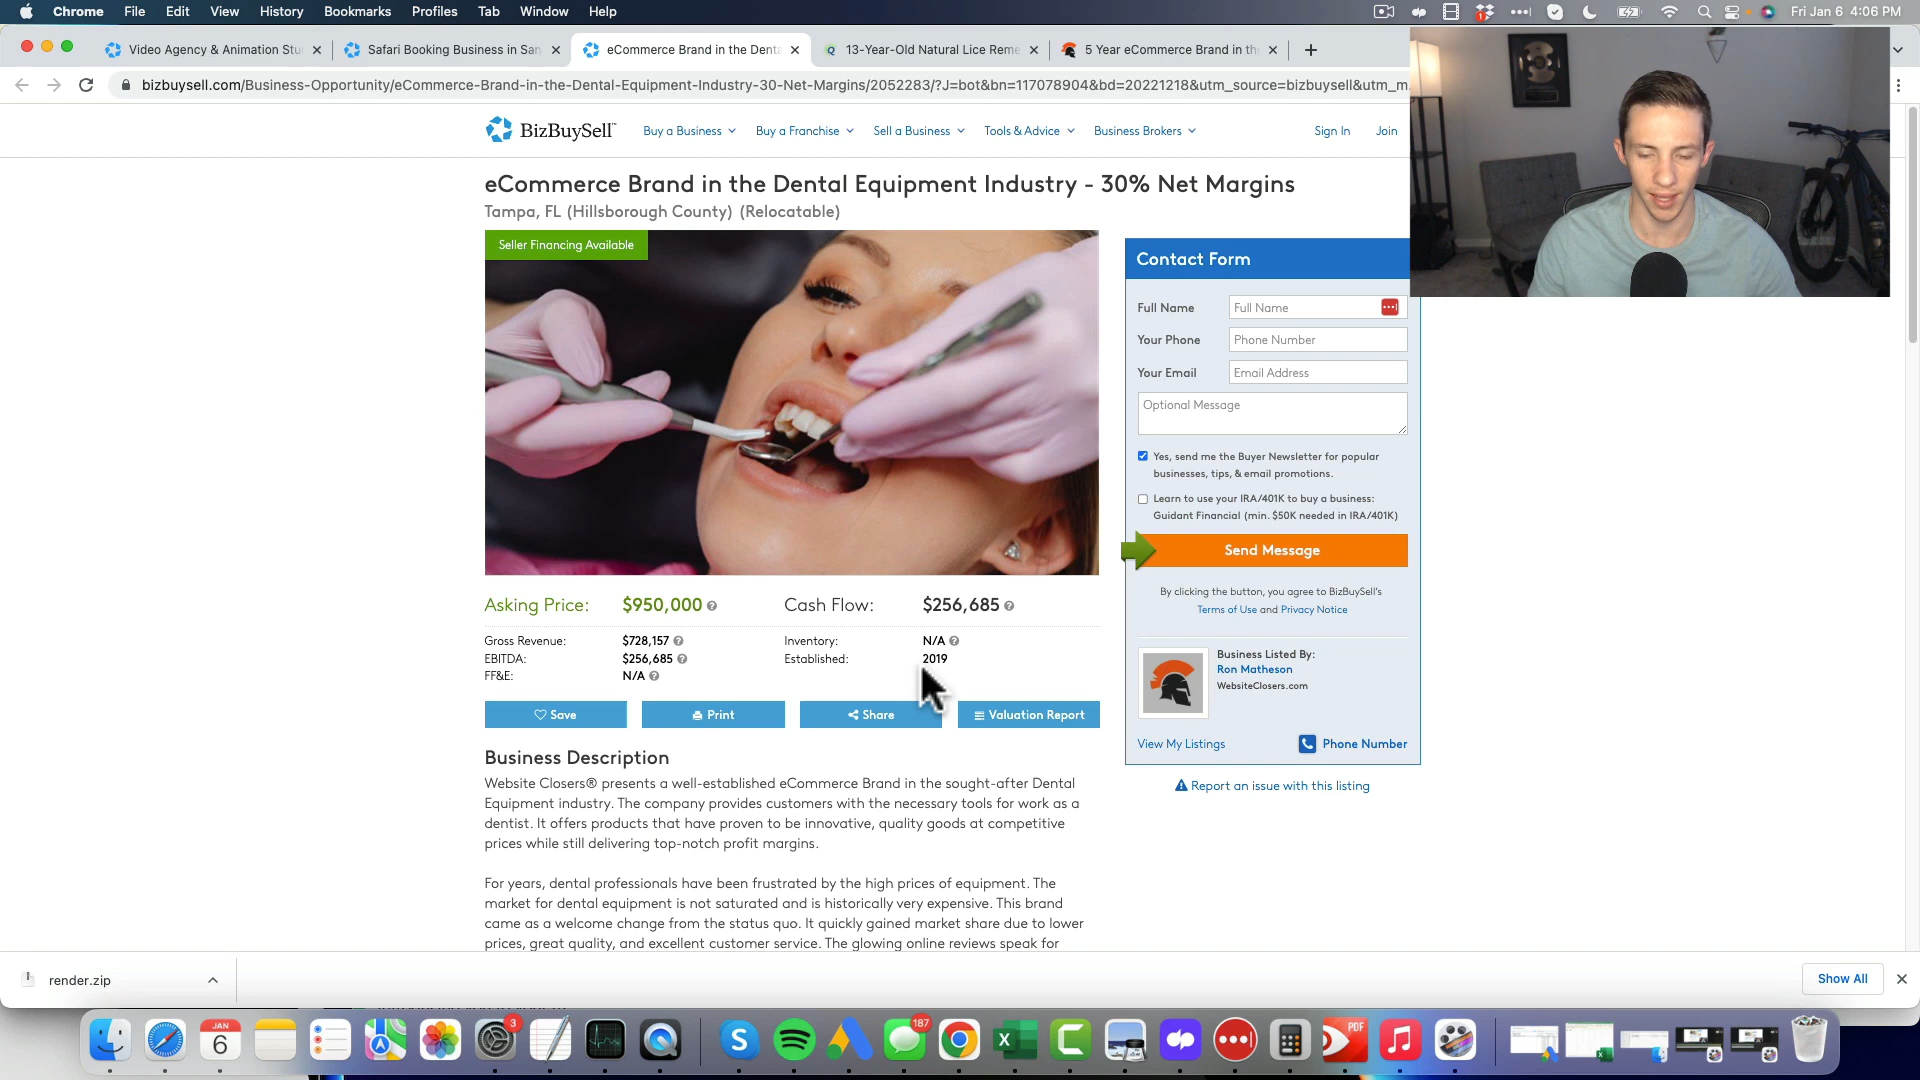 Chrome File Edit View History Bookmarks Profiles Tab Window Help
Fri Jan 6 4:06 PM
Video Agency & Animation Stu
Safari Booking Business in San
eCommerce Brand in the Denta
13-Year-Old Natural Lice Reme
5 Year eCommerce Brand in th
bizbuysell.com/Business-Opportunity/eCommerce-Brand-in-the-Dental-Equipment-Industry-30-Net-Margins/2052283/?J=bot&bn=117078904&bd=20221218&utm_source=bizbuysell&utm_m
BizBuySell
Buy a Business
Buy a Franchise
Sell a Business
Tools & Advice
Business Brokers
Sign In
Join
eCommerce Brand in the Dental Equipment Industry - 30% Net Margins
Tampa, FL (Hillsborough County) (Relocatable)
Seller Financing Available
Contact Form
Full Name
Full Name
Your Phone
Phone Number
Your Email
Email Address
Optional Message
Yes, send me the Buyer Newsletter for popular
businesses, tips, & email promotions.
Learn to use your IRA/401K to buy a business:
Guidant Financial (min. $50K needed in IRA/401K)
Send Message
By clicking the button, you agree to BizBuySell's
Terms of Use and Privacy Notice
Asking Price: $950,000
Cash Flow: $256,685
Gross Revenue: $728,157
Inventory: N/A
EBITDA: $256,685
Established: 2019
FF&E: N/A
Business Listed By:
Ron Matheson
WebsiteClosers.com
View My Listings
Phone Number
Report an issue with this listing
Save
Print
Share
Valuation Report
Business Description
Website Closers® presents a well-established eCommerce Brand in the sought-after Dental
Equipment industry. The company provides customers with the necessary tools for work as a
dentist. It offers products that have proven to be innovative, quality goods at competitive
prices while still delivering top-notch profit margins.
For years, dental professionals have been frustrated by the high prices of equipment. The
market for dental equipment is not saturated and is historically very expensive. This brand
came as a welcome change from the status quo. It quickly gained market share due to lower
prices, great quality, and excellent customer service. The glowing online reviews speak for
render.zip
Show All
JAN
6
3
187
PDF